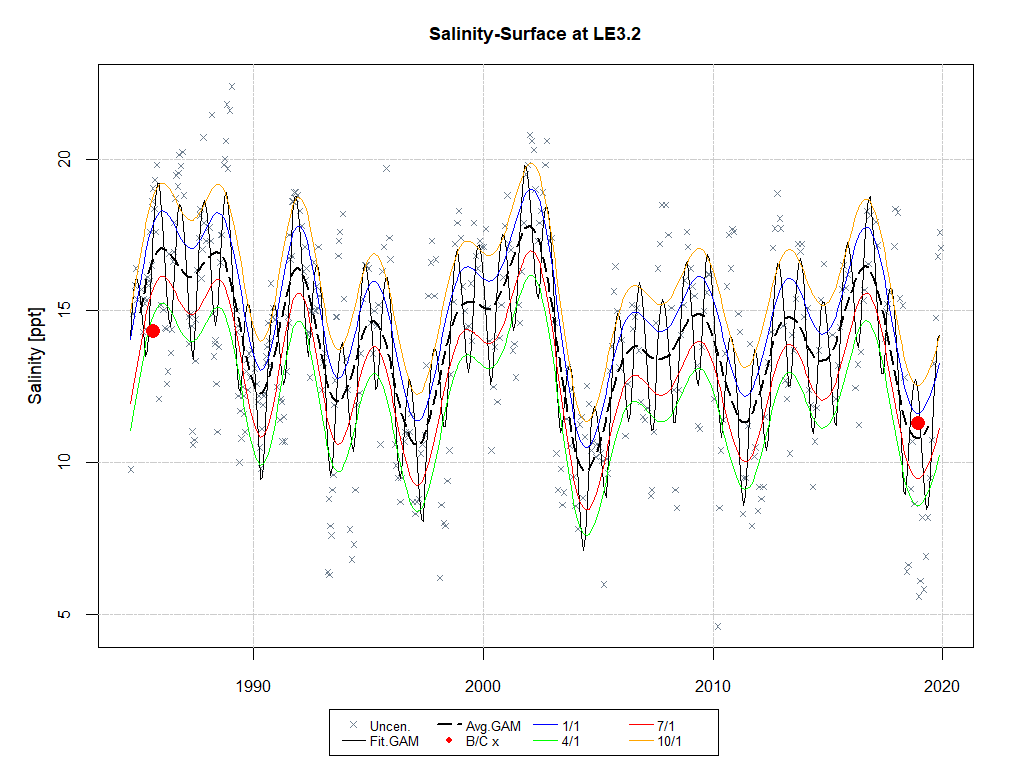 Salinity-Surface at LE3.2
Salinity [ppt]
20
15
10
5
1990 2000 2010 2020
Uncen. Avg.GAM 1/1 7/1
Fit.GAM B/C x 4/1 10/1